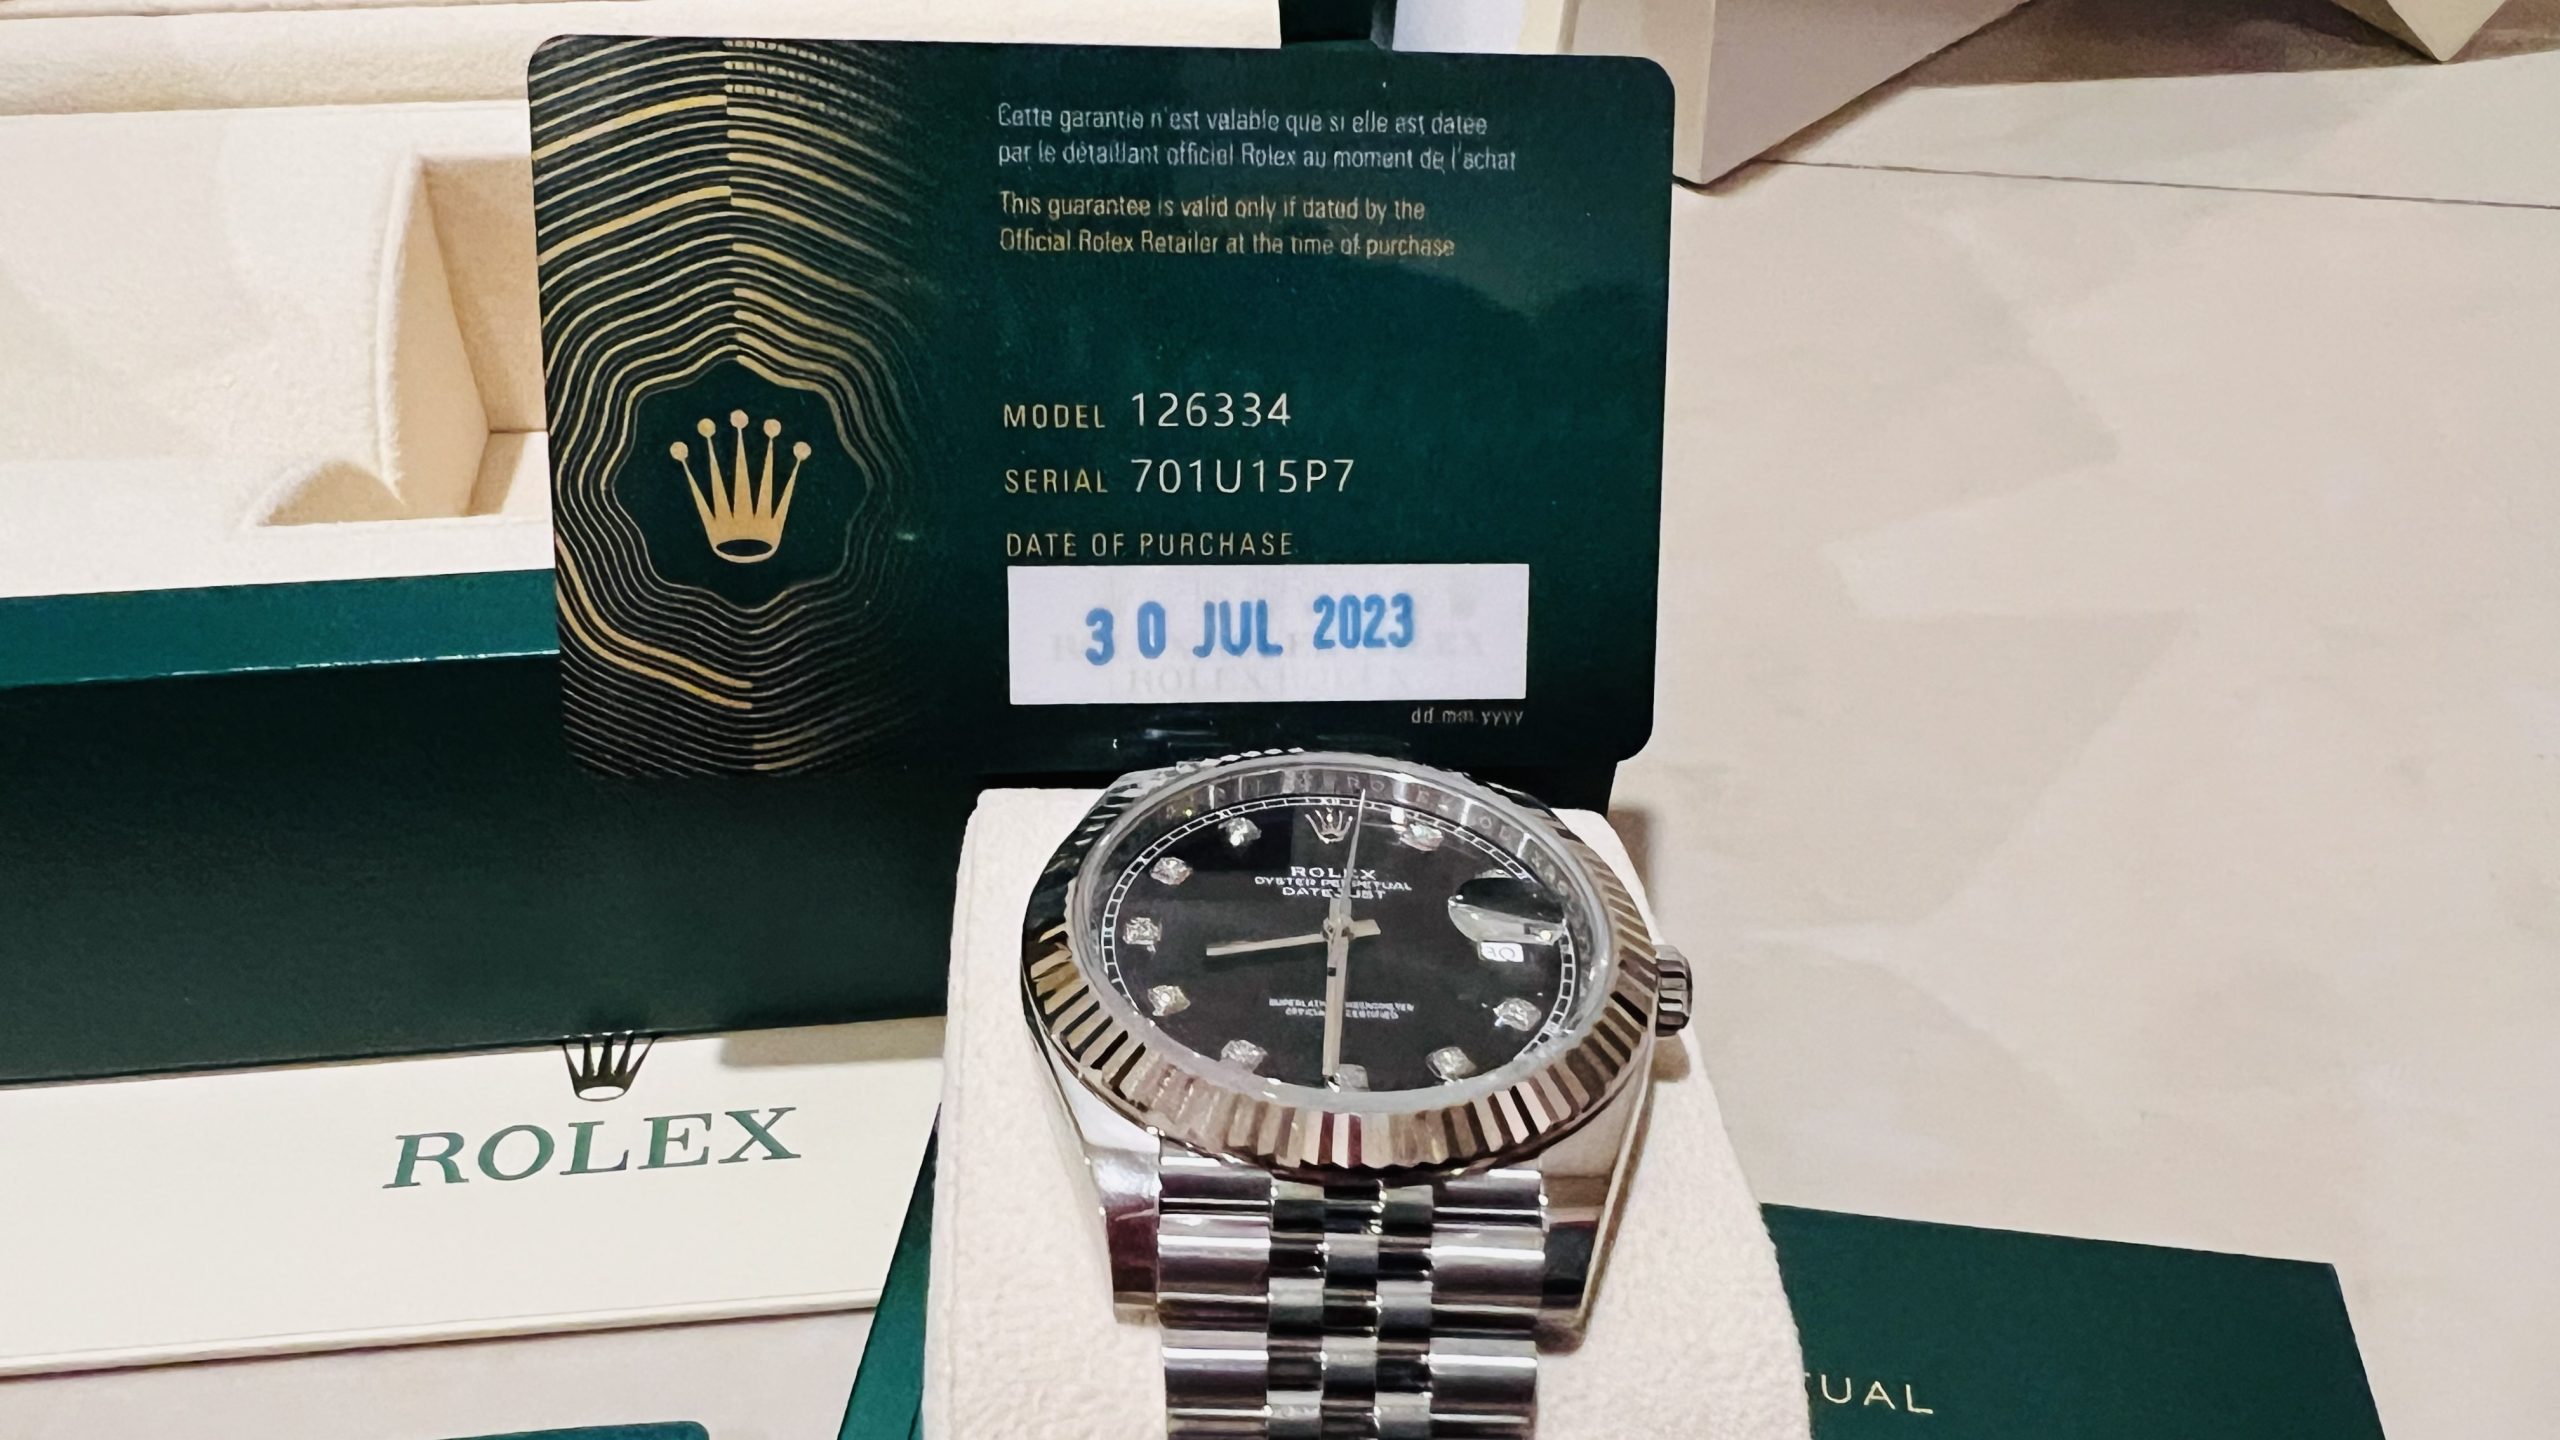 Cette garantie n'est valable que si elle est datée
par le détaillant officiel Rolex au moment de l'achat
This guarantee is valid only if dated by the
Official Rolex Retailer at the time of purchase
MODEL 126334
SERIAL 701U15P7
DATE OF PURCHASE
30 JUL 2023
dd.mm.yyyy
ROLEX
OYSTER PERPETUAL
DATEJUST
ROLEX
TUAL